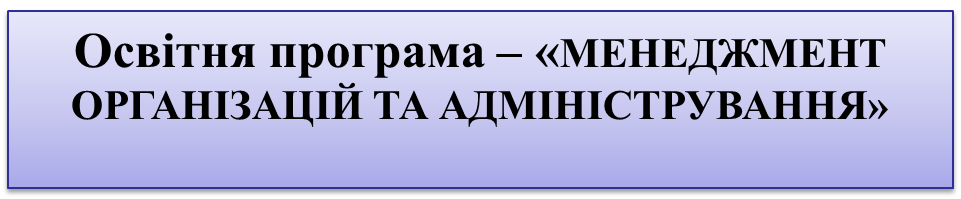 Освітня програма – «МЕНЕДЖМЕНТ
ОРГАНІЗАЦІЙ ТА АДМІНІСТРУВАННЯ»